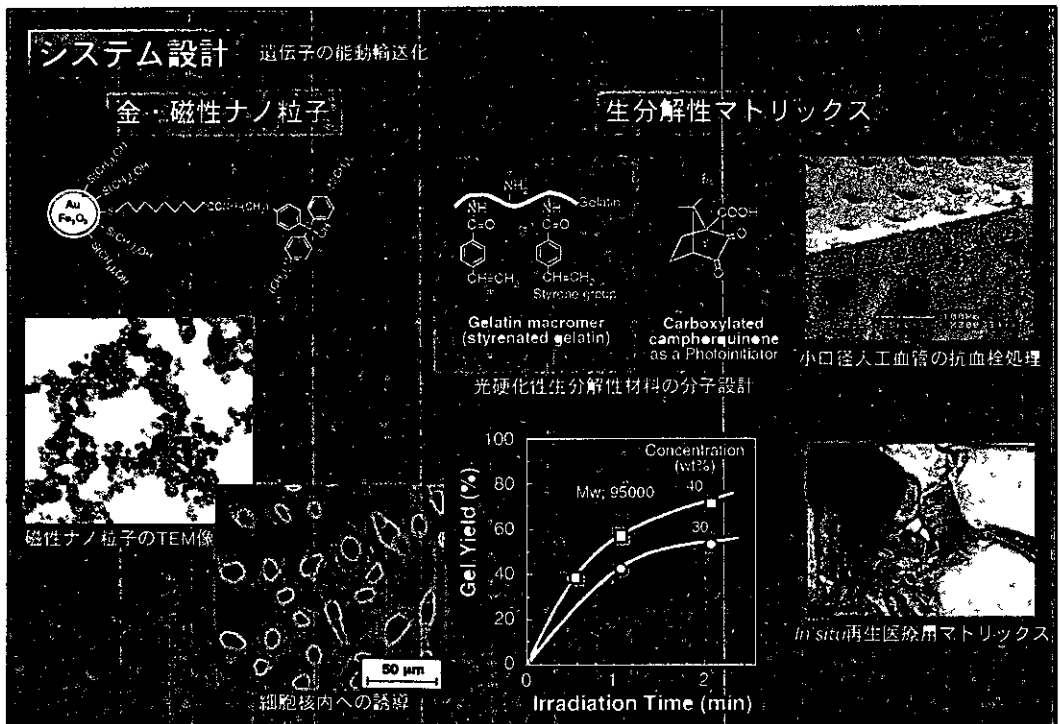 システム設計 遺伝子の能動輸送化
金・磁性ナノ粒子
Au
S(CH₂)
OH
生分解性マトリックス
NH₂
Gelatin
NH
NH
C=O
C=O
CH=CH₂
CH=CH₂
Styrene group
Gelatin macromer
(styrenated gelatin)
COOH
O
O
Carboxylated
camphorquinone
as a Photoinitiator
光硬化性生分解性材料の分子設計
小口径人工血管の抗血栓処理
磁性ナノ粒子のTEM像
50 μm
細胞核内への誘導
Gel Yield (%)
100
80
60
40
20
0
Concentration
(wt%)
Mw; 95000
40
30
0
1
2
Irradiation Time (min)
In situ再生医療用マトリックス